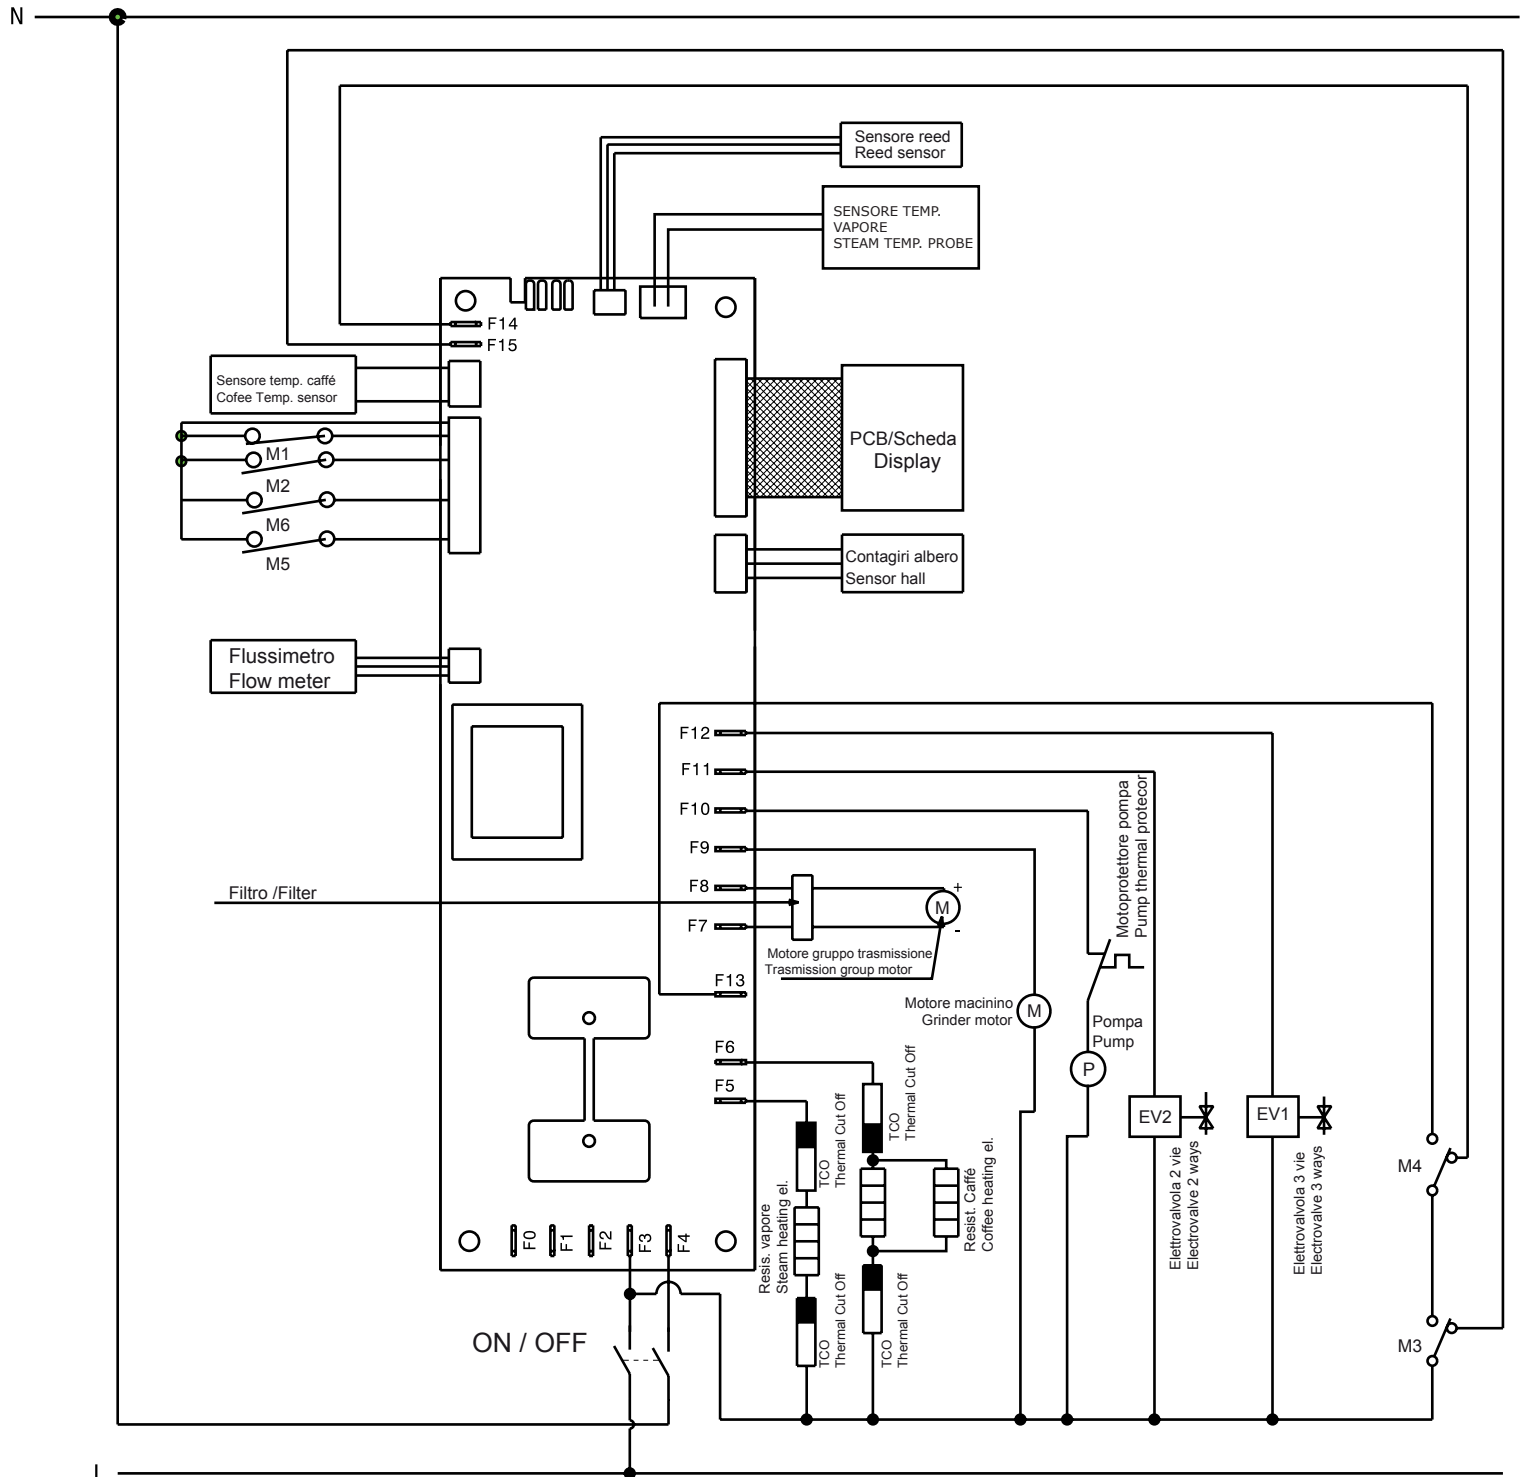 N
Sensore reed
Reed sensor
SENSORE TEMP.
VAPORE
STEAM TEMP. PROBE
F14
F15
Sensore temp. caffé
Cofee Temp. sensor
M1
M2
M6
M5
PCB/Scheda
Display
Contagiri albero
Sensor hall
Flussimetro
Flow meter
F12
F11
F10
F9
F8
F7
F13
F6
F5
Filtro /Filter
+
M
-
Motore gruppo trasmissione
Trasmission group motor
Motoprotettore pompa
Pump thermal protecor
Motore macinino
Grinder motor
M
Pompa
Pump
P
EV2
EV1
Elettrovalvola 2 vie
Electrovalve 2 ways
Elettrovalvola 3 vie
Electrovalve 3 ways
M4
M3
TCO
Thermal Cut Off
TCO
Thermal Cut Off
Resis. vapore
Steam heating el.
Resist. Caffé
Coffee heating el.
TCO
Thermal Cut Off
TCO
Thermal Cut Off
F0
F1
F2
F3
F4
ON / OFF
L